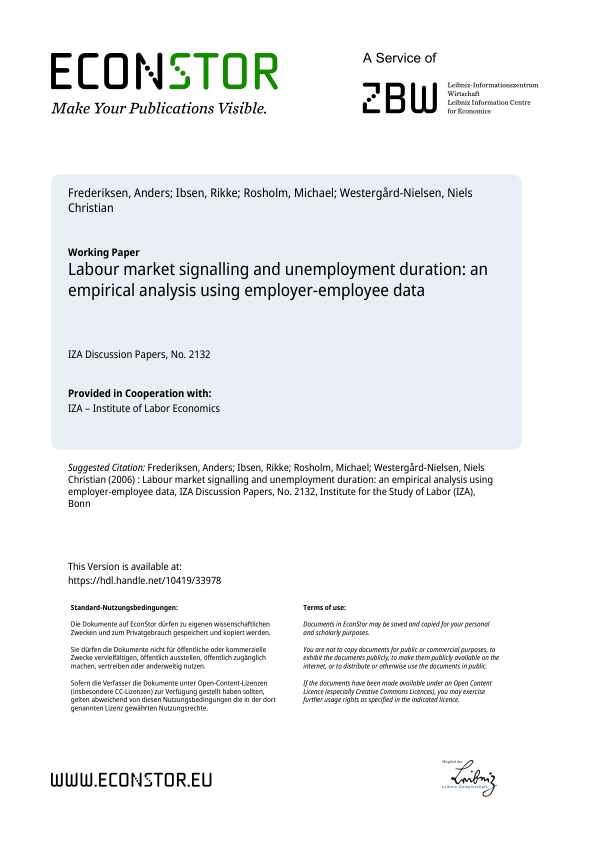 ECONSTOR
Make Your Publications Visible.
A Service of
ZBW
Leibniz-Informationszentrum
Wirtschaft
Leibniz Information Centre
for Economics
Frederiksen, Anders; Ibsen, Rikke; Rosholm, Michael; Westergård-Nielsen, Niels
Christian
Working Paper
Labour market signalling and unemployment duration: an
empirical analysis using employer-employee data
IZA Discussion Papers, No. 2132
Provided in Cooperation with:
IZA – Institute of Labor Economics
Suggested Citation: Frederiksen, Anders; Ibsen, Rikke; Rosholm, Michael; Westergård-Nielsen, Niels
Christian (2006) : Labour market signalling and unemployment duration: an empirical analysis using
employer-employee data, IZA Discussion Papers, No. 2132, Institute for the Study of Labor (IZA),
Bonn
This Version is available at:
https://hdl.handle.net/10419/33978
Standard-Nutzungsbedingungen:
Die Dokumente auf EconStor dürfen zu eigenen wissenschaftlichen
Zwecken und zum Privatgebrauch gespeichert und kopiert werden.
Sie dürfen die Dokumente nicht für öffentliche oder kommerzielle
Zwecke vervielfältigen, öffentlich ausstellen, öffentlich zugänglich
machen, vertreiben oder anderweitig nutzen.
Sofern die Verfasser die Dokumente unter Open-Content-Lizenzen
(insbesondere CC-Lizenzen) zur Verfügung gestellt haben sollten,
gelten abweichend von diesen Nutzungsbedingungen die in der dort
genannten Lizenz gewährten Nutzungsrechte.
Terms of use:
Documents in EconStor may be saved and copied for your personal
and scholarly purposes.
You are not to copy documents for public or commercial purposes, to
exhibit the documents publicly, to make them publicly available on the
internet, or to distribute or otherwise use the documents in public.
If the documents have been made available under an Open Content
Licence (especially Creative Commons Licences), you may exercise
further usage rights as specified in the indicated licence.
WWW.ECONSTOR.EU
Mitglied der
Leibniz
Leibniz-Gemeinschaft